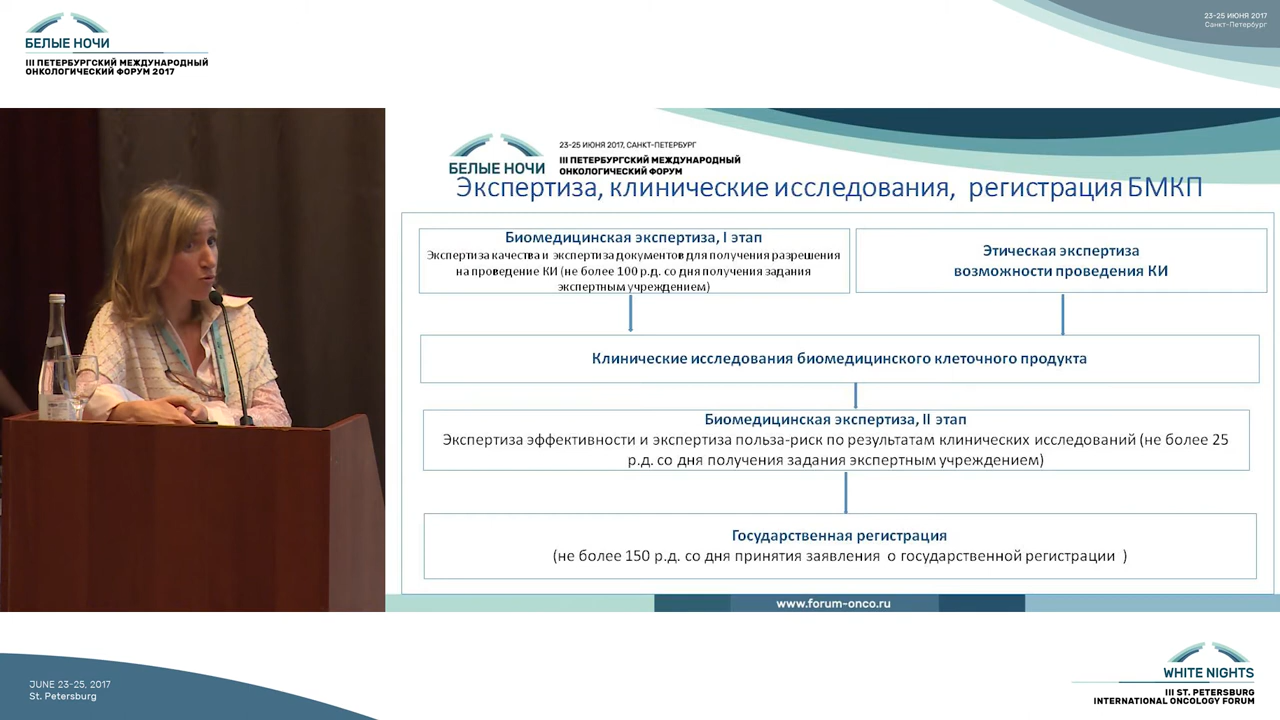 БЕЛЫЕ НОЧИ
III ПЕТЕРБУРГСКИЙ МЕЖДУНАРОДНЫЙ
ОНКОЛОГИЧЕСКИЙ ФОРУМ 2017
23-25 ИЮНЯ 2017
Санкт-Петербург
23-25 ИЮНЯ 2017, САНКТ-ПЕТЕРБУРГ
БЕЛЫЕ НОЧИ
III ПЕТЕРБУРГСКИЙ МЕЖДУНАРОДНЫЙ
ОНКОЛОГИЧЕСКИЙ ФОРУМ
Экспертиза, клинические исследования, регистрация БМКП
Биомедицинская экспертиза, I этап
Экспертиза качества и экспертиза документов для получения разрешения
на проведение КИ (не более 100 р.д. со дня получения задания
экспертным учреждением)
Этическая экспертиза
возможности проведения КИ
Клинические исследования биомедицинского клеточного продукта
Биомедицинская экспертиза, II этап
Экспертиза эффективности и экспертиза польза-риск по результатам клинических исследований (не более 25
р.д. со дня получения задания экспертным учреждением)
Государственная регистрация
(не более 150 р.д. со дня принятия заявления о государственной регистрации )
www.forum-onco.ru
JUNE 23-25, 2017
St. Petersburg
WHITE NIGHTS
III ST. PETERSBURG
INTERNATIONAL ONCOLOGY FORUM